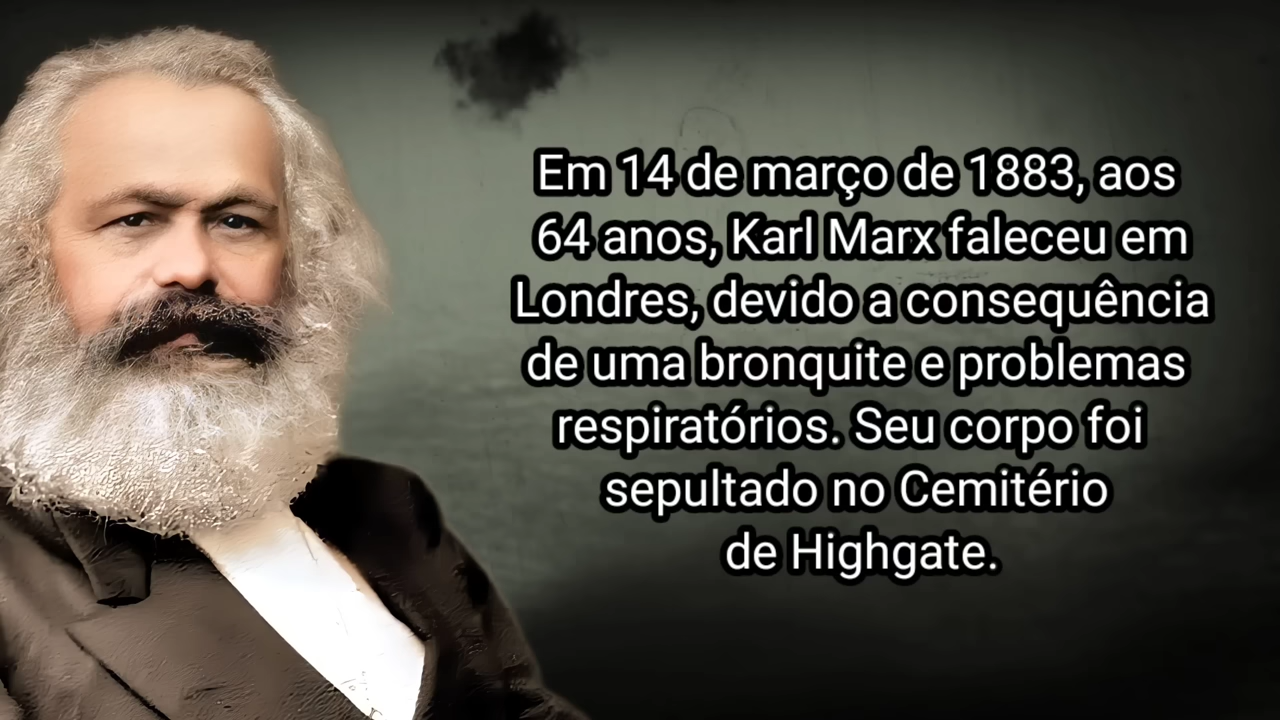 Em 14 de março de 1883, aos
64 anos, Karl Marx faleceu em
Londres, devido a consequência
de uma bronquite e problemas
respiratórios. Seu corpo foi
sepultado no Cemitério
de Highgate.